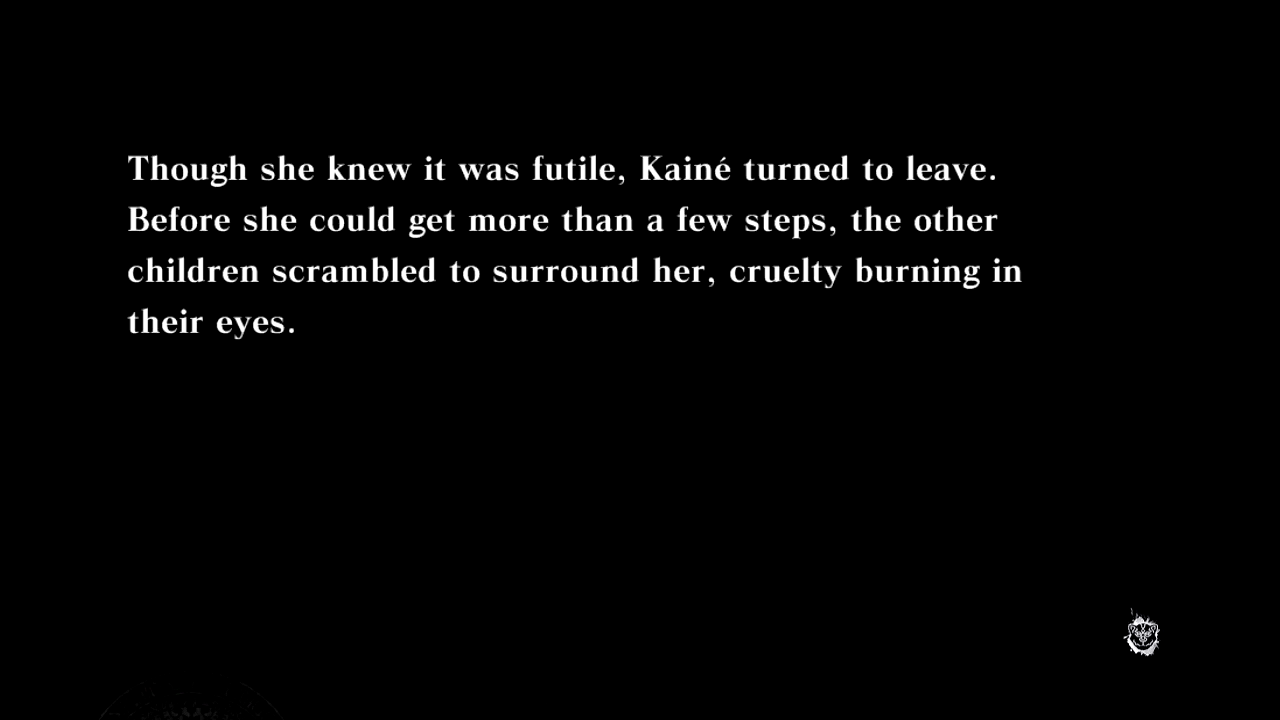 Though she knew it was futile, Kainé turned to leave.
Before she could get more than a few steps, the other
children scrambled to surround her, cruelty burning in
their eyes.